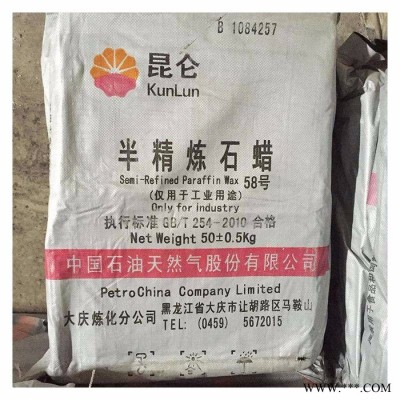 B 1084257
昆仑
KunLun
半精炼石蜡
Semi-Refined Paraffin Wax 58号
(仅用于工业用途)
Only for industry
执行标准 GB/T 254-2010 合格
Net Weight 50±0.5Kg
中国石油天然气股份有限公司
PetroChina Company Limited
大庆炼化分公司 黑龙江省大庆市让胡路区马鞍山
TEL: (0459) 5672015
www.***.COM